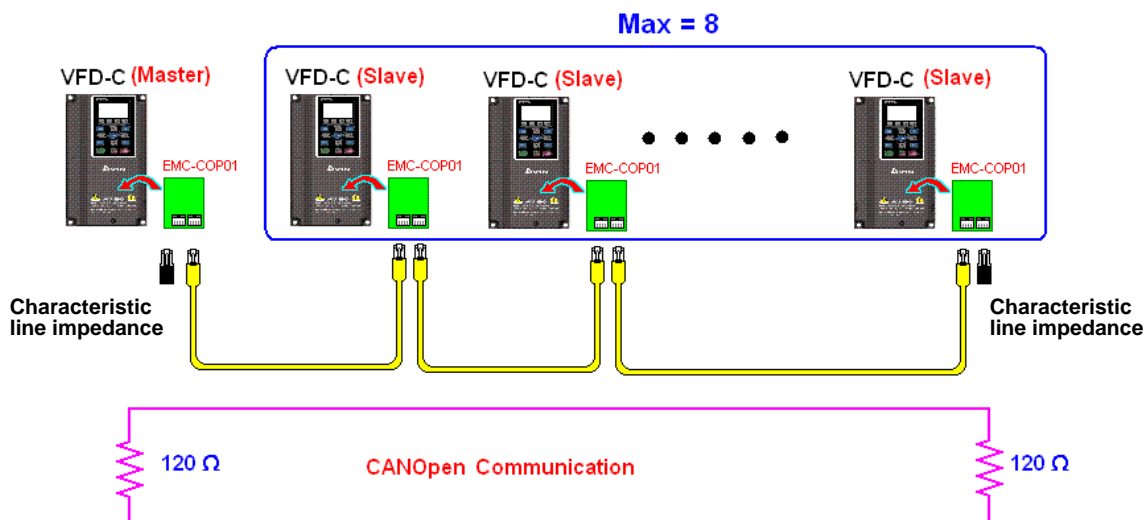 Max = 8
VFD-C (Master)
VFD-C (Slave)
VFD-C (Slave)
VFD-C (Slave)
EMC-COP01
EMC-COP01
EMC-COP01
EMC-COP01
Characteristic
line impedance
Characteristic
line impedance
120 Ω
CANOpen Communication
120 Ω